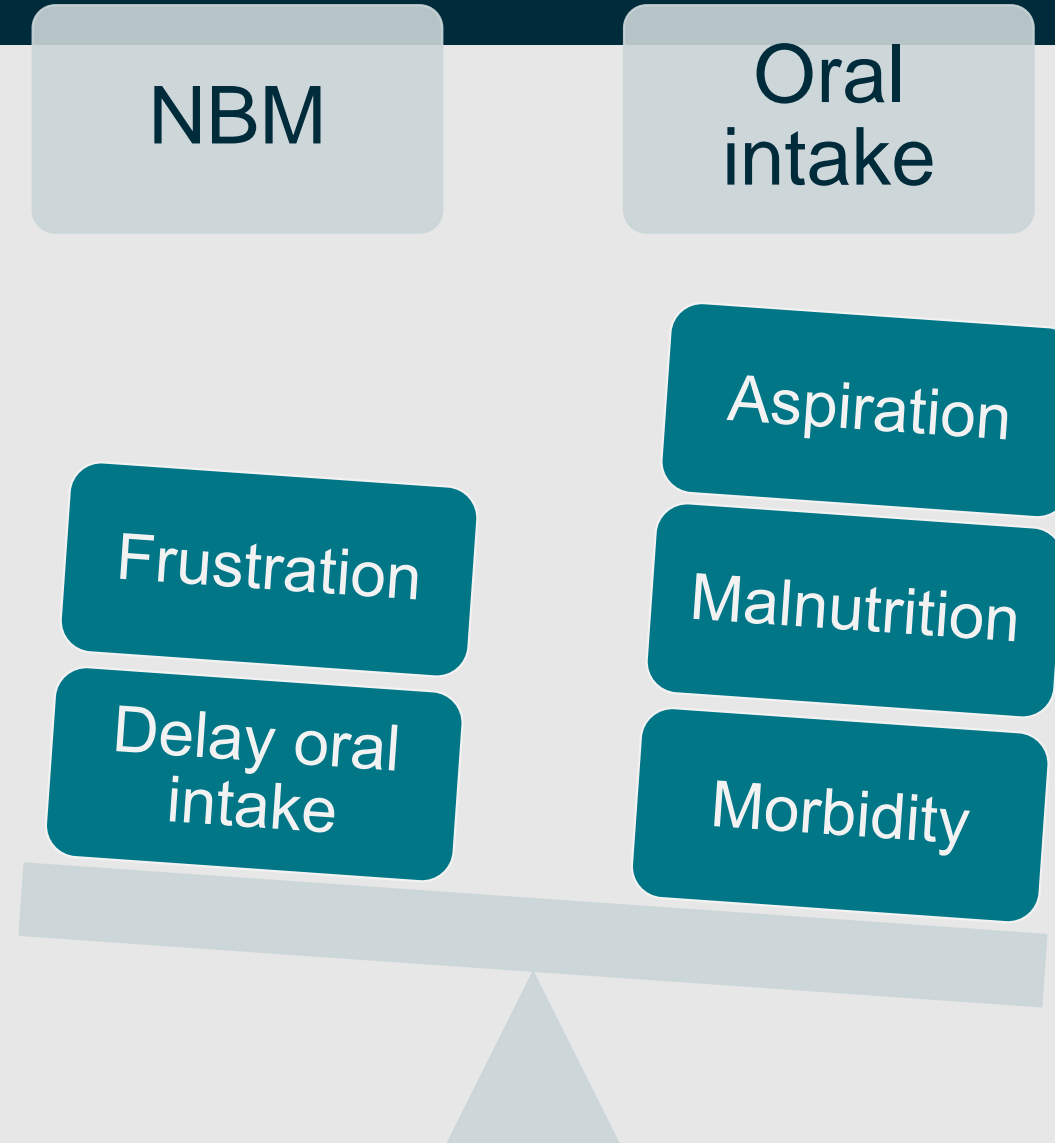 NBM
Oral
intake
Frustration
Delay oral
intake
Aspiration
Malnutrition
Morbidity